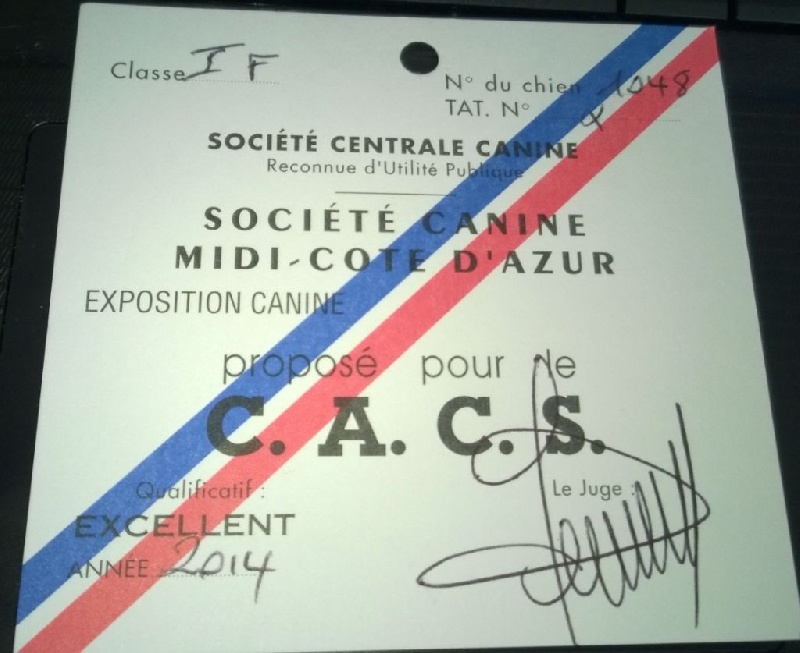 Classe I F
N° du chien 1048
TAT. N°
SOCIÉTÉ CENTRALE CANINE
Reconnue d'Utilité Publique
SOCIÉTÉ CANINE
MIDI-COTE D'AZUR
EXPOSITION CANINE
proposé pour le
C. A. C. S.
Qualificatif :
EXCELLENT
ANNÉE 2014
Le Juge :